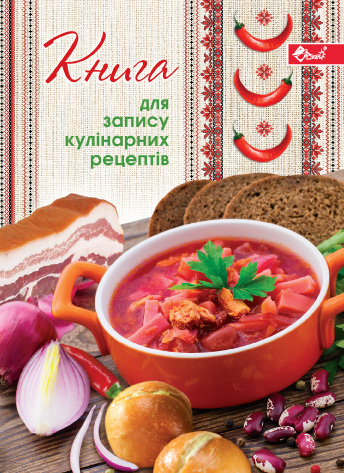 Книга
для
запису
кулінарних
рецептів